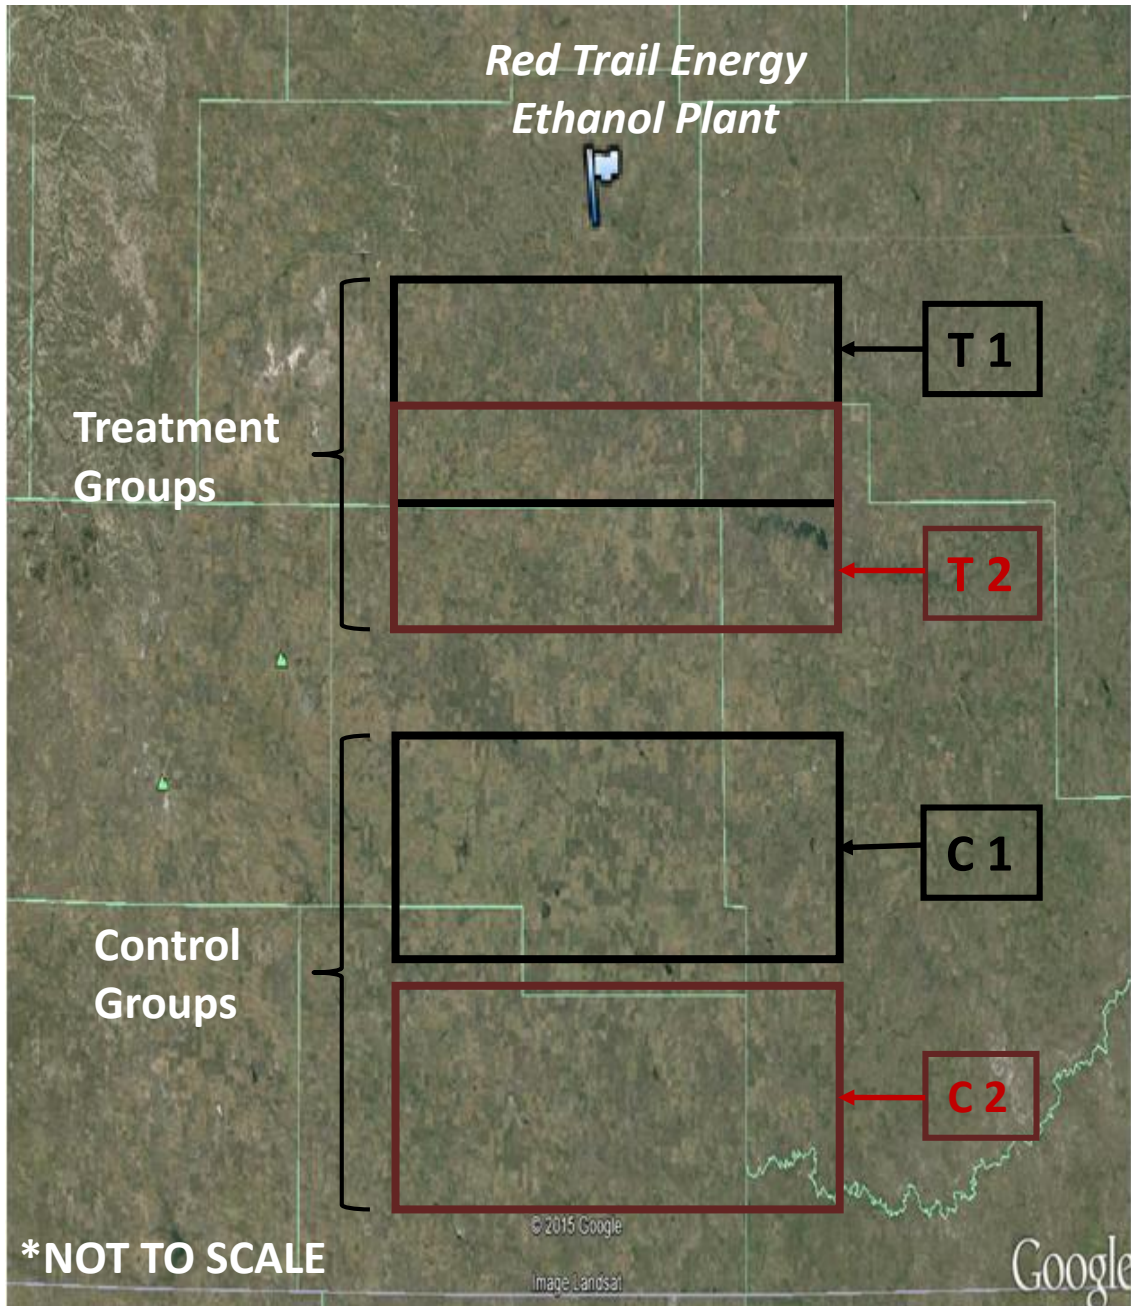 Red Trail Energy
Ethanol Plant
T 1
Treatment
Groups
T 2
C 1
Control
Groups
C 2
© 2015 Google
*NOT TO SCALE
Image Landsat
Google